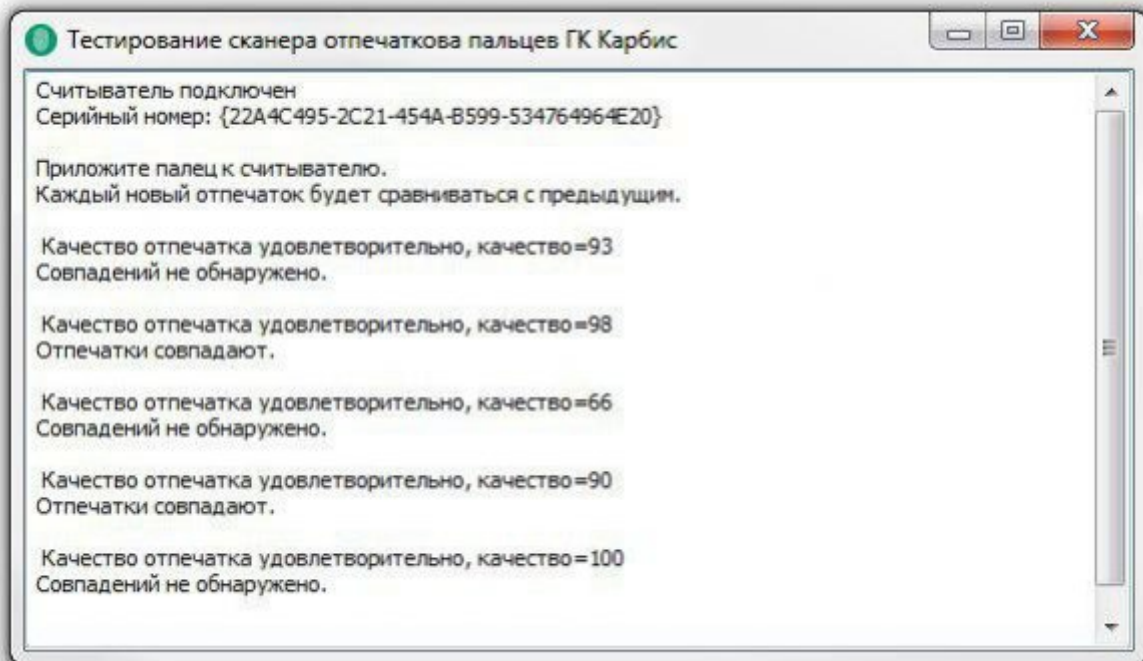 Тестирование сканера отпечаткова пальцев ГК Карбис
Считыватель подключен
Серийный номер: {22A4C495-2C21-454A-B599-534764964E20}
Приложите палец к считывателю.
Каждый новый отпечаток будет сравниваться с предыдущим.
Качество отпечатка удовлетворительно, качество=93
Совпадений не обнаружено.
Качество отпечатка удовлетворительно, качество=98
Отпечатки совпадают.
Качество отпечатка удовлетворительно, качество=66
Совпадений не обнаружено.
Качество отпечатка удовлетворительно, качество=90
Отпечатки совпадают.
Качество отпечатка удовлетворительно, качество=100
Совпадений не обнаружено.